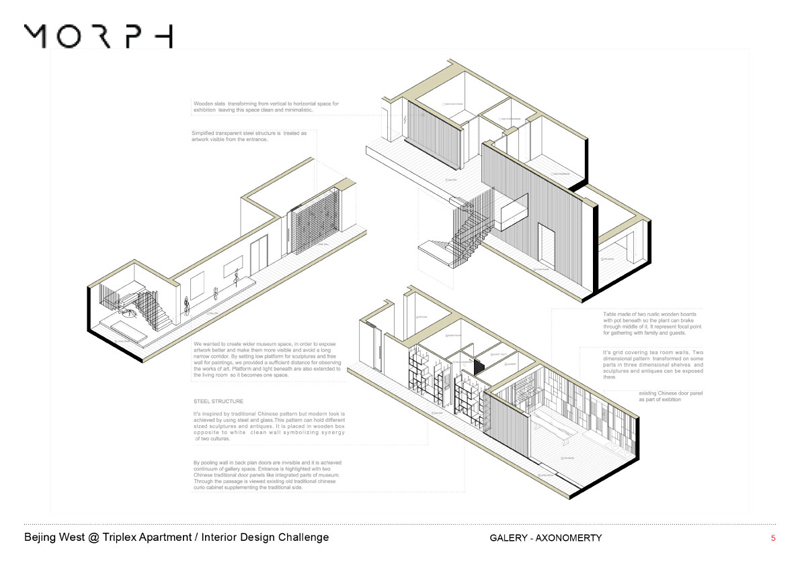 MORPH
Wooden slats transforming from vertical to horizontal space for
exhibition leaving this space clean and minimalistic.
Simplified transparent steel structure is treated as
artwork visible from the entrance.
We wanted to create wider museum space, in order to expose
artwork better and make them more visible and avoid a long
narrow corridor. By setting low platform for sculptures and free
wall for paintings, we provided a sufficient distance for observing
the works of art. Platform and light beneath are also extended to
the living room so it becomes one space.
STEEL STRUCTURE
It's inspired by traditional Chinese pattern but modern look is
achieved by using steel and glass.This pattern can hold different
sized sculptures and antiques. It is placed in wooden box
opposite to white clean wall symbolizing synergy
of two cultures.
By pooling wall in back plan doors are invisible and it is achieved
continuum of gallery space. Entrance is highlighted with two
Chinese traditional door panels like integrated parts of museum.
Through the passage is viewed existing old traditional chinese
curio cabinet supplementing the traditional side.
Table made of two rustic wooden boards
with pot beneath so the plant can brake
through middle of it. It represent focal point
for gathering with family and guests.
It's grid covering tea room walls. Two
dimensional pattern transformed on some
parts in three dimensional shelves and
sculptures and antiques can be exposed
there.
existing Chinese door panel
as part of exibition
Bejing West @ Triplex Apartment / Interior Design Challenge
GALERY - AXONOMERTY
5